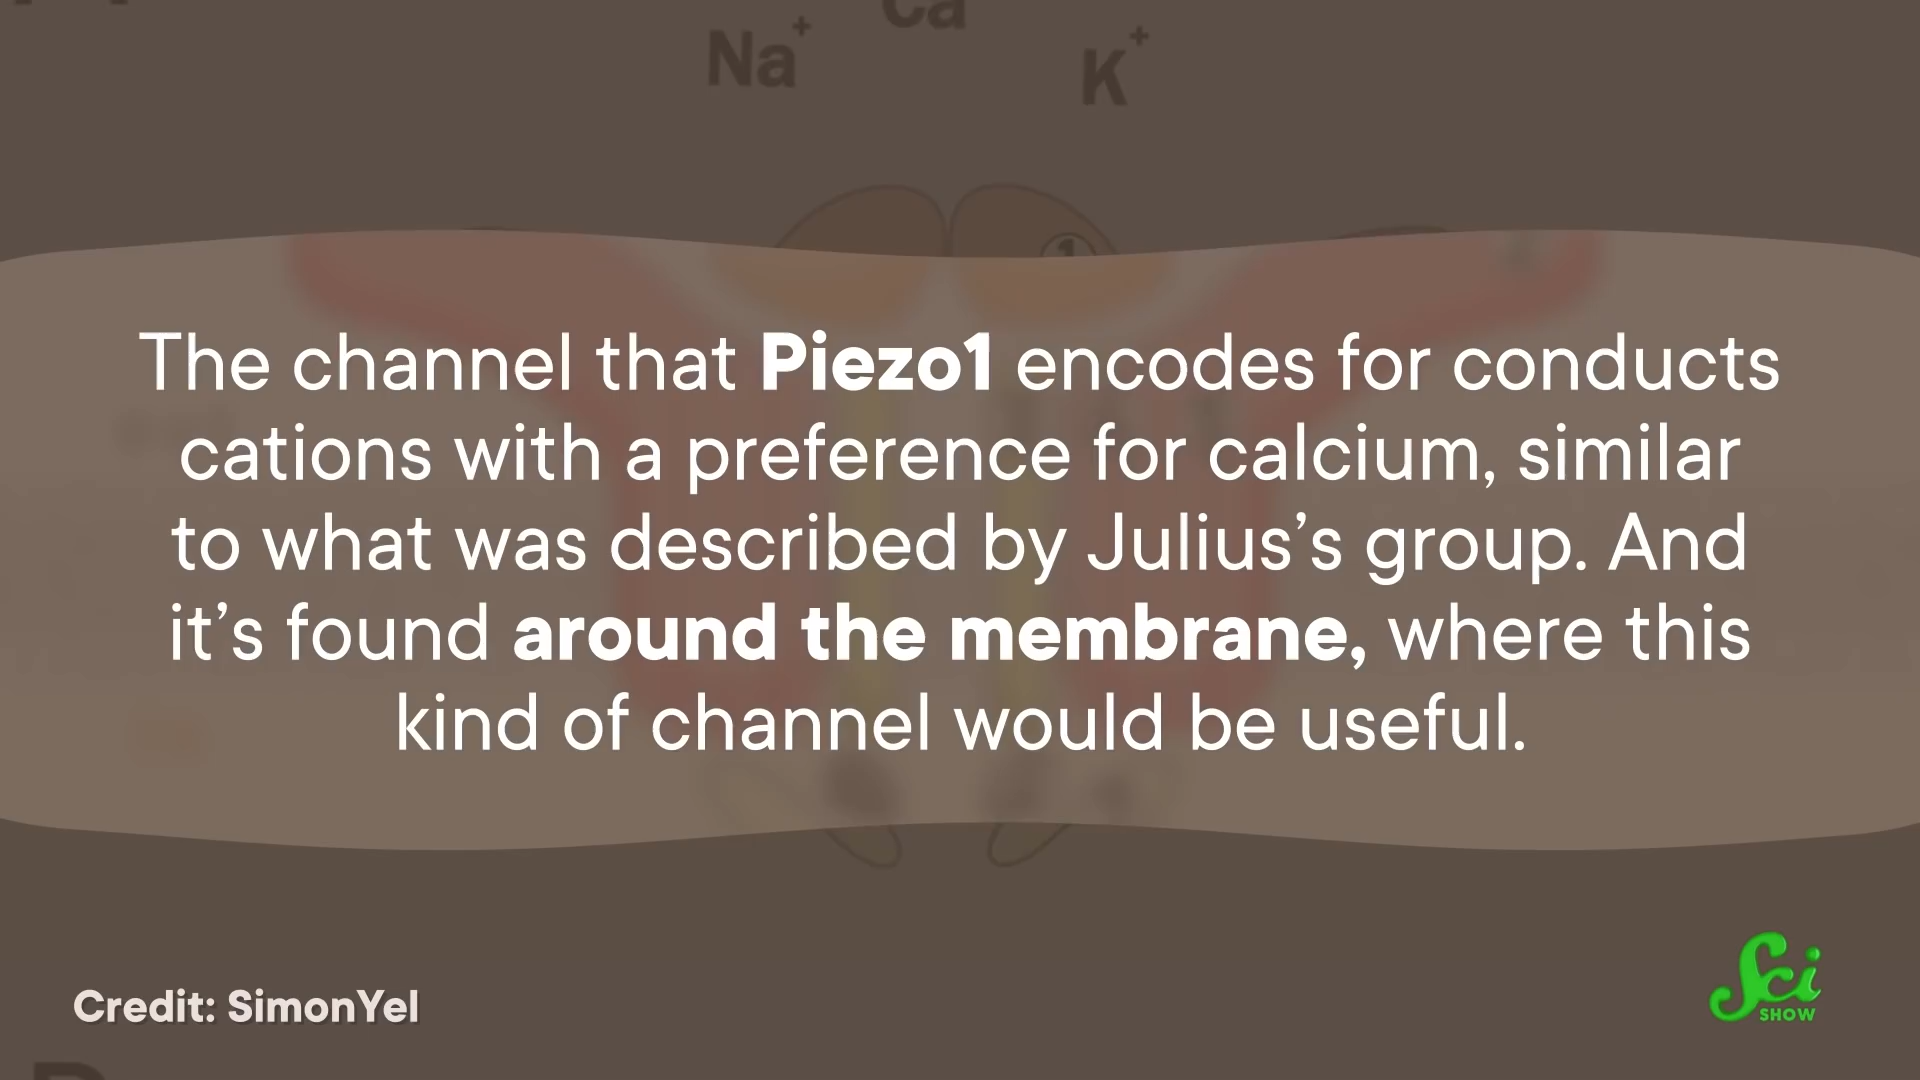 Na+
Ca
K+
1
The channel that Piezo1 encodes for conducts
cations with a preference for calcium, similar
to what was described by Julius’s group. And
it’s found around the membrane, where this
kind of channel would be useful.
Credit: SimonYel
Sci
SHOW